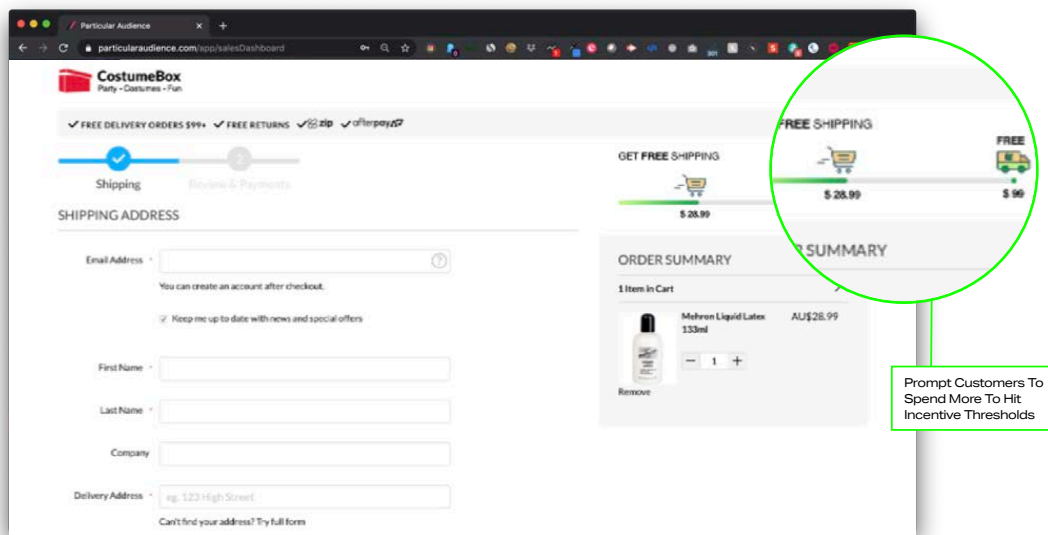 Particular Audience
particularaudience.com/app/salesDashboard
CostumeBox
Party - Costumes - Fun
FREE DELIVERY ORDERS $99+ FREE RETURNS zip afterpay
2
Shipping
Review & Payments
SHIPPING ADDRESS
Email Address *
You can create an account after checkout.
Keep me up to date with news and special offers
First Name *
Last Name *
Company
Delivery Address *
eg. 123 High Street
Can't find your address? Try full form
GET FREE SHIPPING
$ 28.99
ORDER SUMMARY
1 Item in Cart
Mehron Liquid Latex
133ml
AU$28.99
1
Remove
FREE SHIPPING
FREE
$ 28.99
$ 99
SUMMARY
Prompt Customers To
Spend More To Hit
Incentive Thresholds